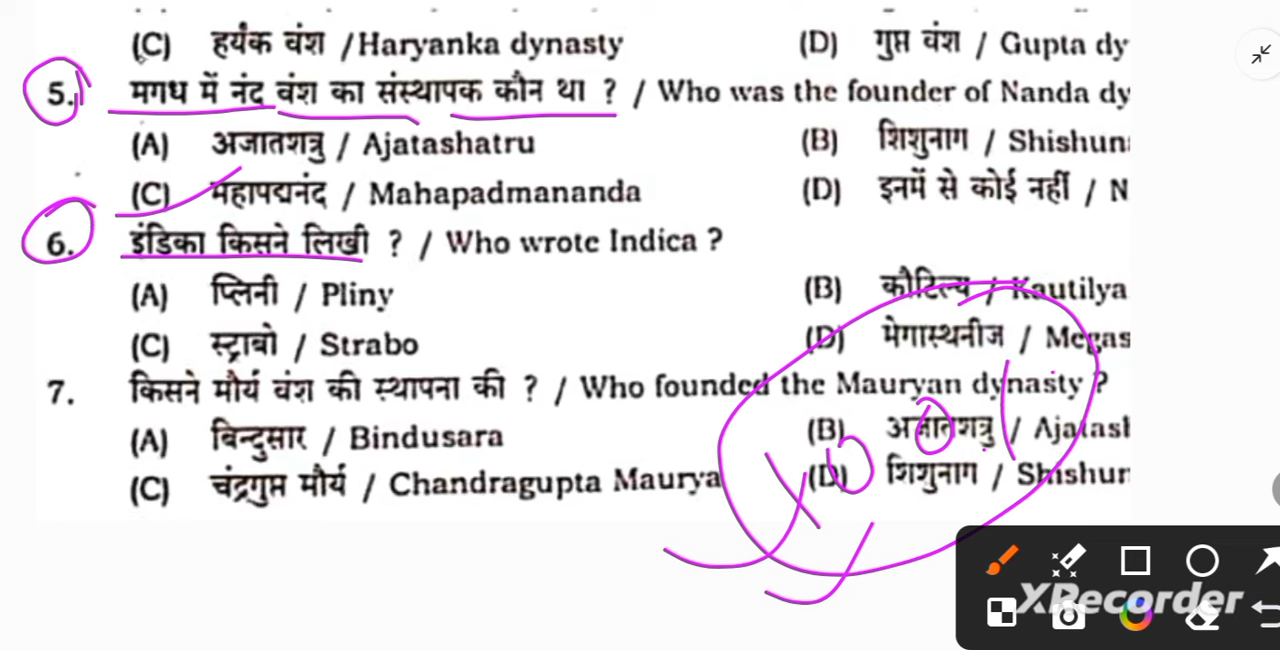 (C) हर्यंक वंश / Haryanka dynasty (D) गुप्त वंश / Gupta dy
5. मगध में नंद वंश का संस्थापक कौन था ? / Who was the founder of Nanda dy
(A) अजातशत्रु / Ajatashatru (B) शिशुनाग / Shishun
(C) महापद्मनंद / Mahapadmananda (D) इनमें से कोई नहीं / N
6. इंडिका किसने लिखी ? / Who wrote Indica ?
(A) प्लिनी / Pliny (B) कौटिल्य / Kautilya
(C) स्ट्राबो / Strabo (D) मेगास्थनीज / Megas
7. किसने मौर्य वंश की स्थापना की ? / Who founded the Mauryan dynasty ?
(A) बिन्दुसार / Bindusara (B) अजातशत्रु / Ajatash
(C) चंद्रगुप्त मौर्य / Chandragupta Maurya (D) शिशुनाग / Shishun
XRecorder